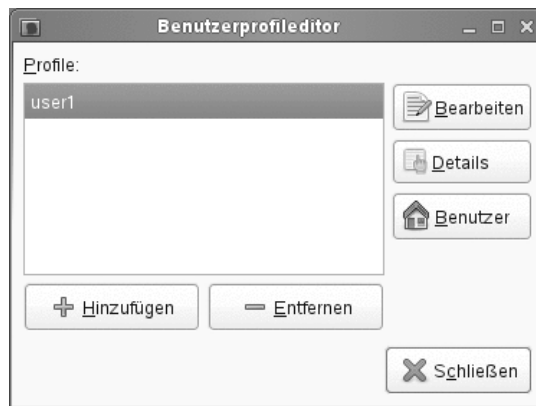 Benutzerprofileditor
Profile:
user1
Bearbeiten
Details
Benutzer
Hinzufügen
Entfernen
Schließen